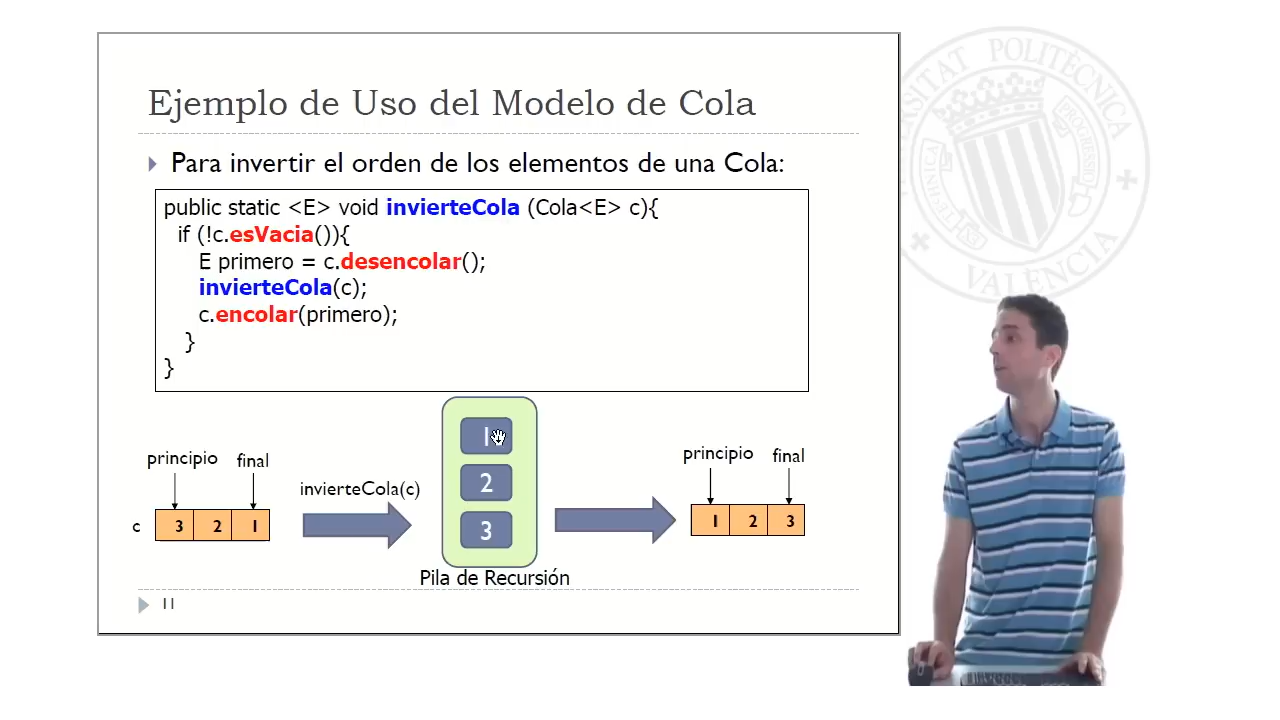 Ejemplo de Uso del Modelo de Cola
Para invertir el orden de los elementos de una Cola:
public static <E> void invierteCola (Cola<E> c){
if (!c.esVacia()){
E primero = c.desencolar();
invierteCola(c);
c.encolar(primero);
}
}
principio final
c 3 2 1
invierteCola(c)
1
2
3
Pila de Recursión
principio final
1 2 3
11
POLITÈCNICA
VALÈNCIA